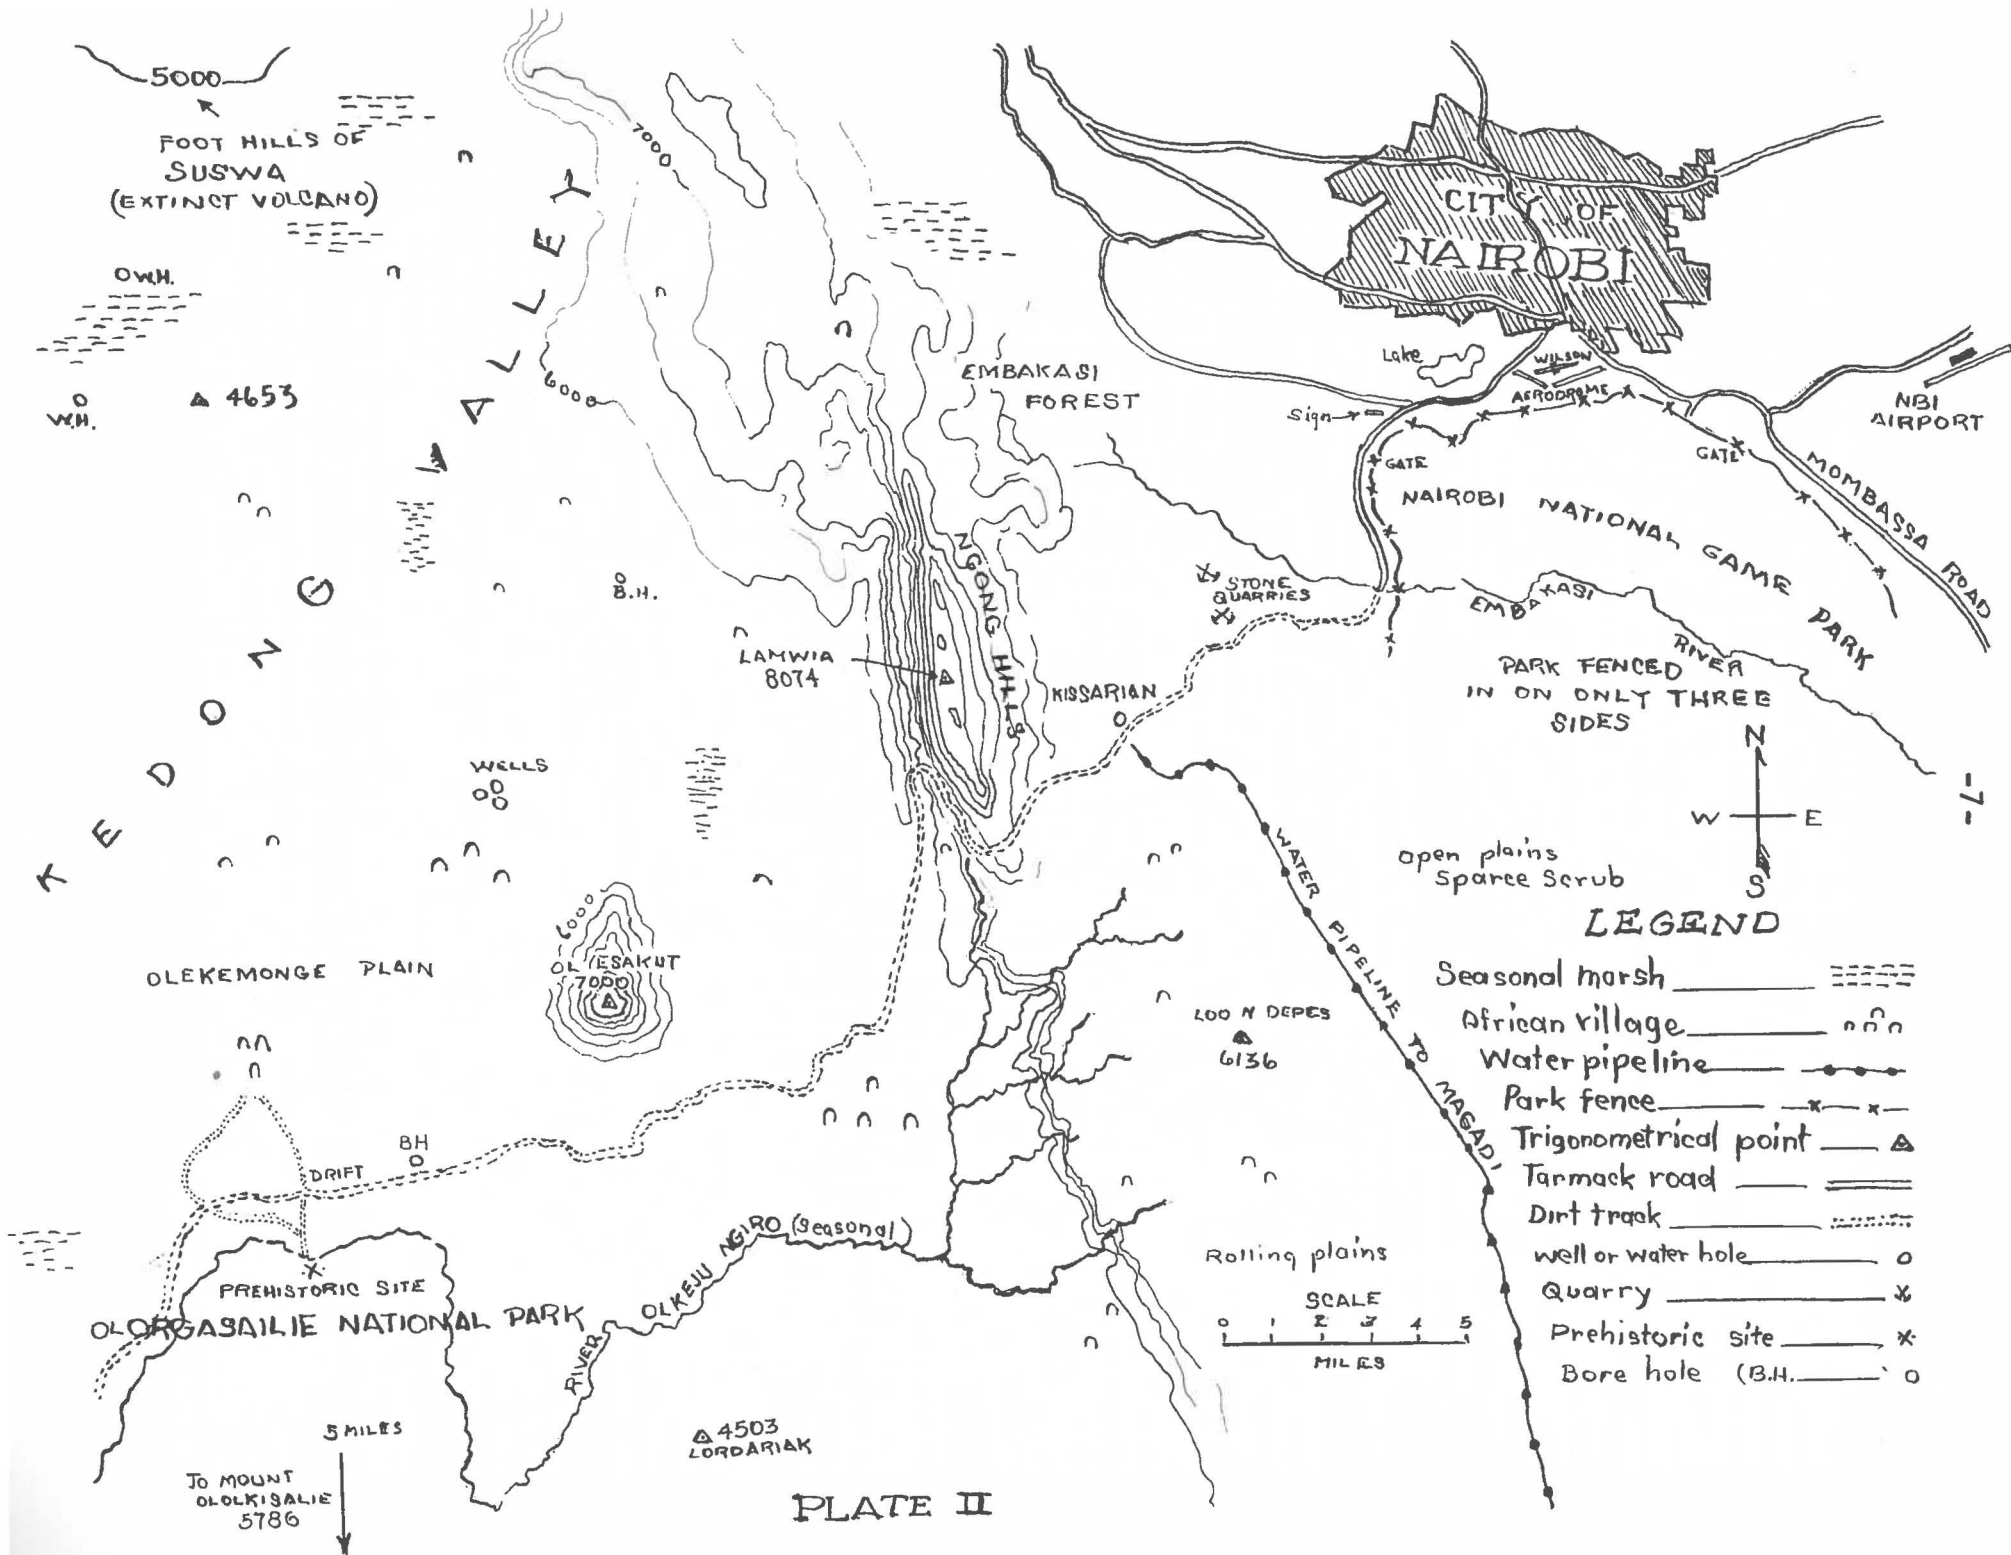 5000
FOOT HILLS OF
SUSWA
(EXTINCT VOLCANO)
O W.H.
W.H.
4653
7000
6000
KEDONG VALLEY
B.H.
LAMWIA
8074
NGONG HILLS
EMBAKASI
FOREST
CITY OF
NAIROBI
Lake
WILSON
AERODROME
Sign
GATE
GATE
NBI
AIRPORT
MOMBASSA ROAD
NAIROBI NATIONAL GAME PARK
STONE
QUARRIES
EMBAKASI RIVER
PARK FENCED
IN ON ONLY THREE
SIDES
KISSARIAN
WELLS
N
W E
S
-7-
Open plains
Sparce Scrub
WATER PIPELINE TO MAGADI
6000
OL ESAKUT
7000
OLEKEMONGE PLAIN
LOO N DEPES
6136
BH
DRIFT
PREHISTORIC SITE
OLORGASAILIE NATIONAL PARK
RIVER OLKEJU NGIRO (Seasonal)
Rolling plains
SCALE
0 1 2 3 4 5
MILES
5 MILES
TO MOUNT
OLOLKISALIE
5786
4503
LORDARIAK
PLATE II
LEGEND
Seasonal marsh
African village
Water pipeline
Park fence
Trigonometrical point
Tarmack road
Dirt track
Well or water hole
Quarry
Prehistoric site
Bore hole (B.H.